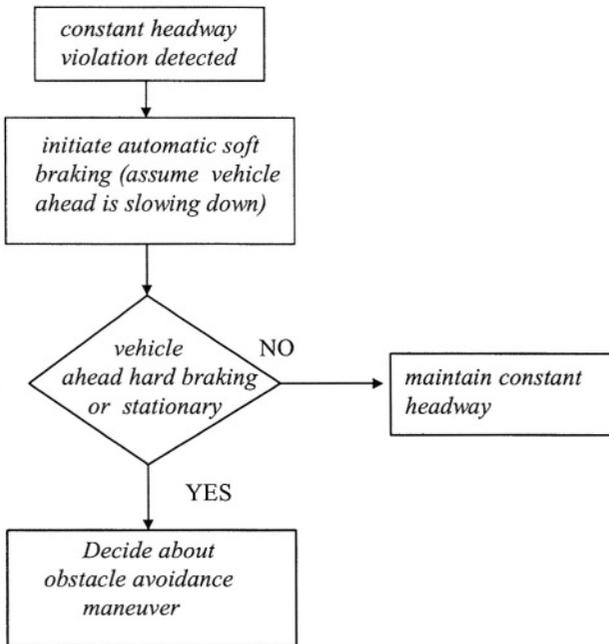 constant headway
violation detected
initiate automatic soft
braking (assume vehicle
ahead is slowing down)
vehicle
ahead hard braking
or stationary
NO
maintain constant
headway
YES
Decide about
obstacle avoidance
maneuver